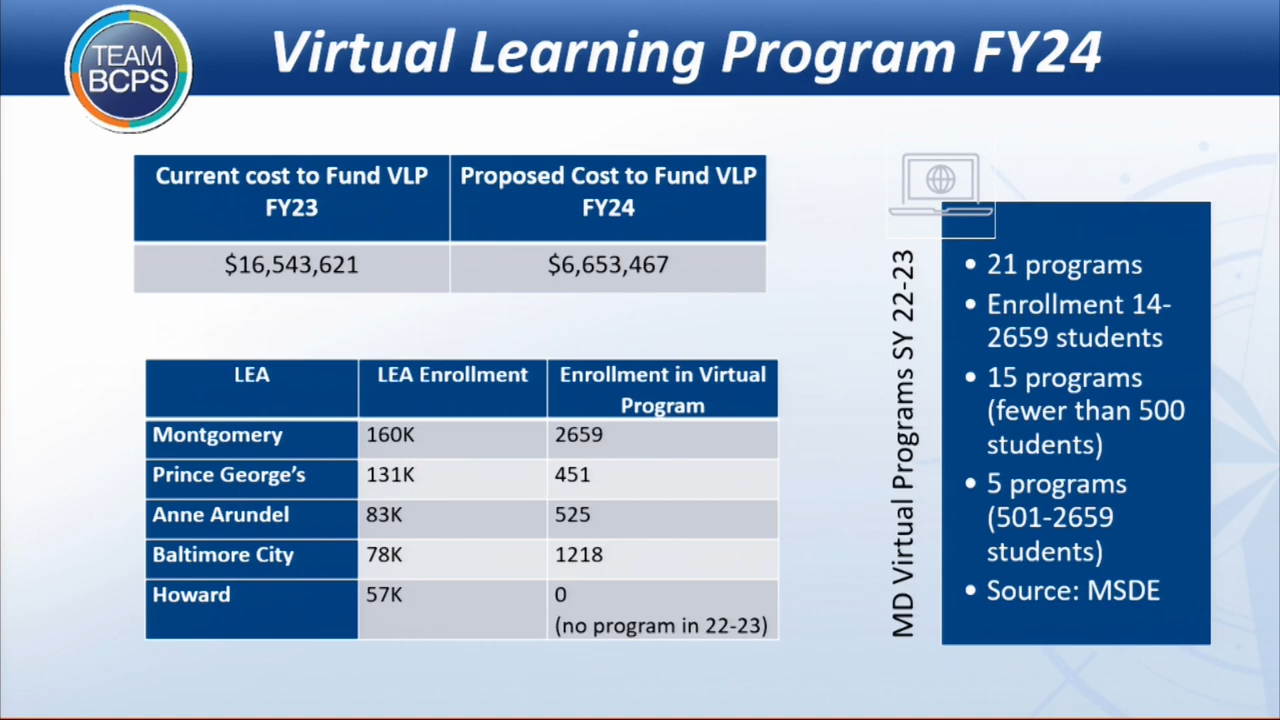 TEAM
BCPS
Virtual Learning Program FY24
Current cost to Fund VLP
FY23
Proposed Cost to Fund VLP
FY24
$16,543,621
$6,653,467
LEA
LEA Enrollment
Enrollment in Virtual
Program
Montgomery
160K
2659
Prince George’s
131K
451
Anne Arundel
83K
525
Baltimore City
78K
1218
Howard
57K
0
(no program in 22-23)
MD Virtual Programs SY 22-23
• 21 programs
• Enrollment 14-
2659 students
• 15 programs
(fewer than 500
students)
• 5 programs
(501-2659
students)
• Source: MSDE